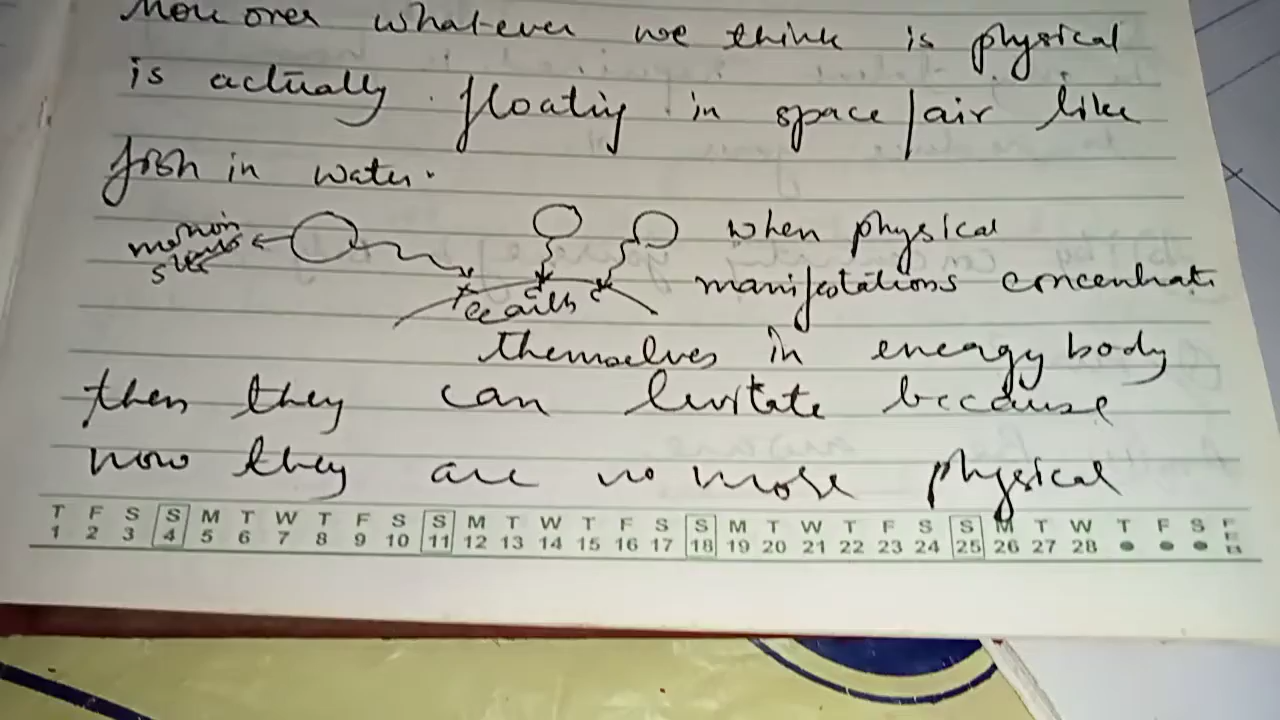 Moreover whatever we think is physical
is actually floating in space/air like
fish in water.
when physical
earth
manifestations concentrate
themselves in energy body
then they can levitate because
now they are no more physical
T F S S M T W T F S S M T W T F S S M T W T F S S M T W T F S FEB
1 2 3 4 5 6 7 8 9 10 11 12 13 14 15 16 17 18 19 20 21 22 23 24 25 26 27 28